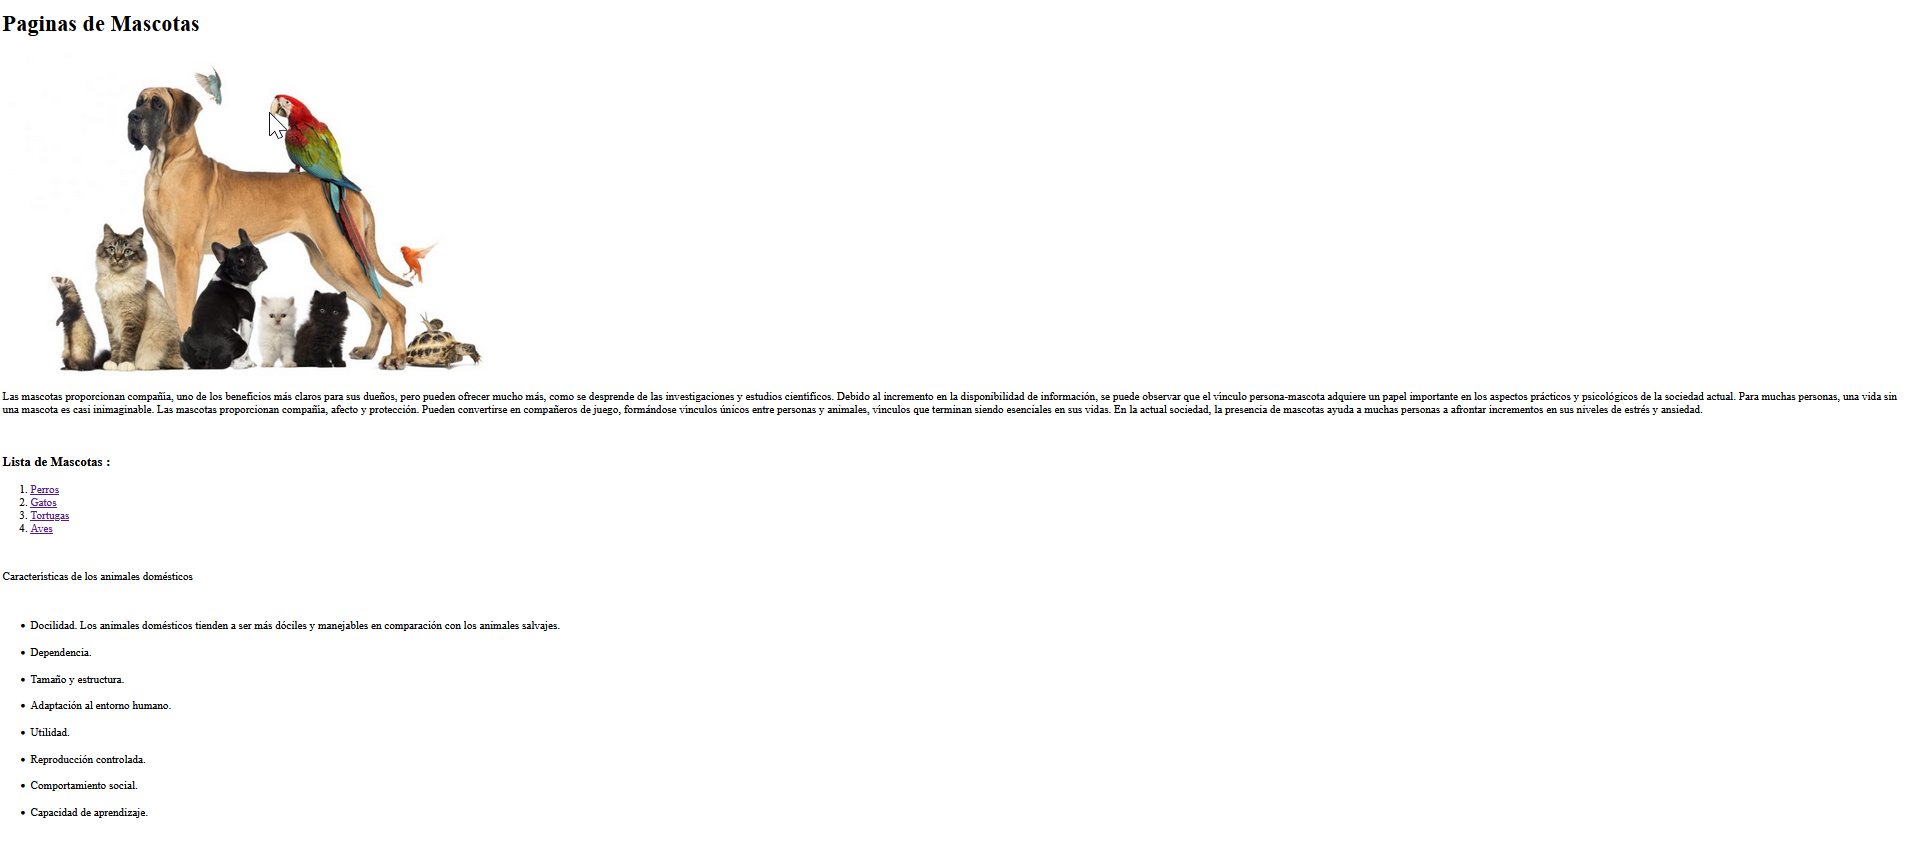 Paginas de Mascotas
Las mascotas proporcionan compañía, uno de los beneficios más claros para sus dueños, pero pueden ofrecer mucho más, como se desprende de las investigaciones y estudios científicos. Debido al incremento en la disponibilidad de información, se puede observar que el vínculo persona-mascota adquiere un papel importante en los aspectos prácticos y psicológicos de la sociedad actual. Para muchas personas, una vida sin
una mascota es casi inimaginable. Las mascotas proporcionan compañía, afecto y protección. Pueden convertirse en compañeros de juego, formándose vínculos únicos entre personas y animales, vínculos que terminan siendo esenciales en sus vidas. En la actual sociedad, la presencia de mascotas ayuda a muchas personas a afrontar incrementos en sus niveles de estrés y ansiedad.
Lista de Mascotas :
1. Perros
2. Gatos
3. Tortugas
4. Aves
Características de los animales domésticos
• Docilidad. Los animales domésticos tienden a ser más dóciles y manejables en comparación con los animales salvajes.
• Dependencia.
• Tamaño y estructura.
• Adaptación al entorno humano.
• Utilidad.
• Reproducción controlada.
• Comportamiento social.
• Capacidad de aprendizaje.